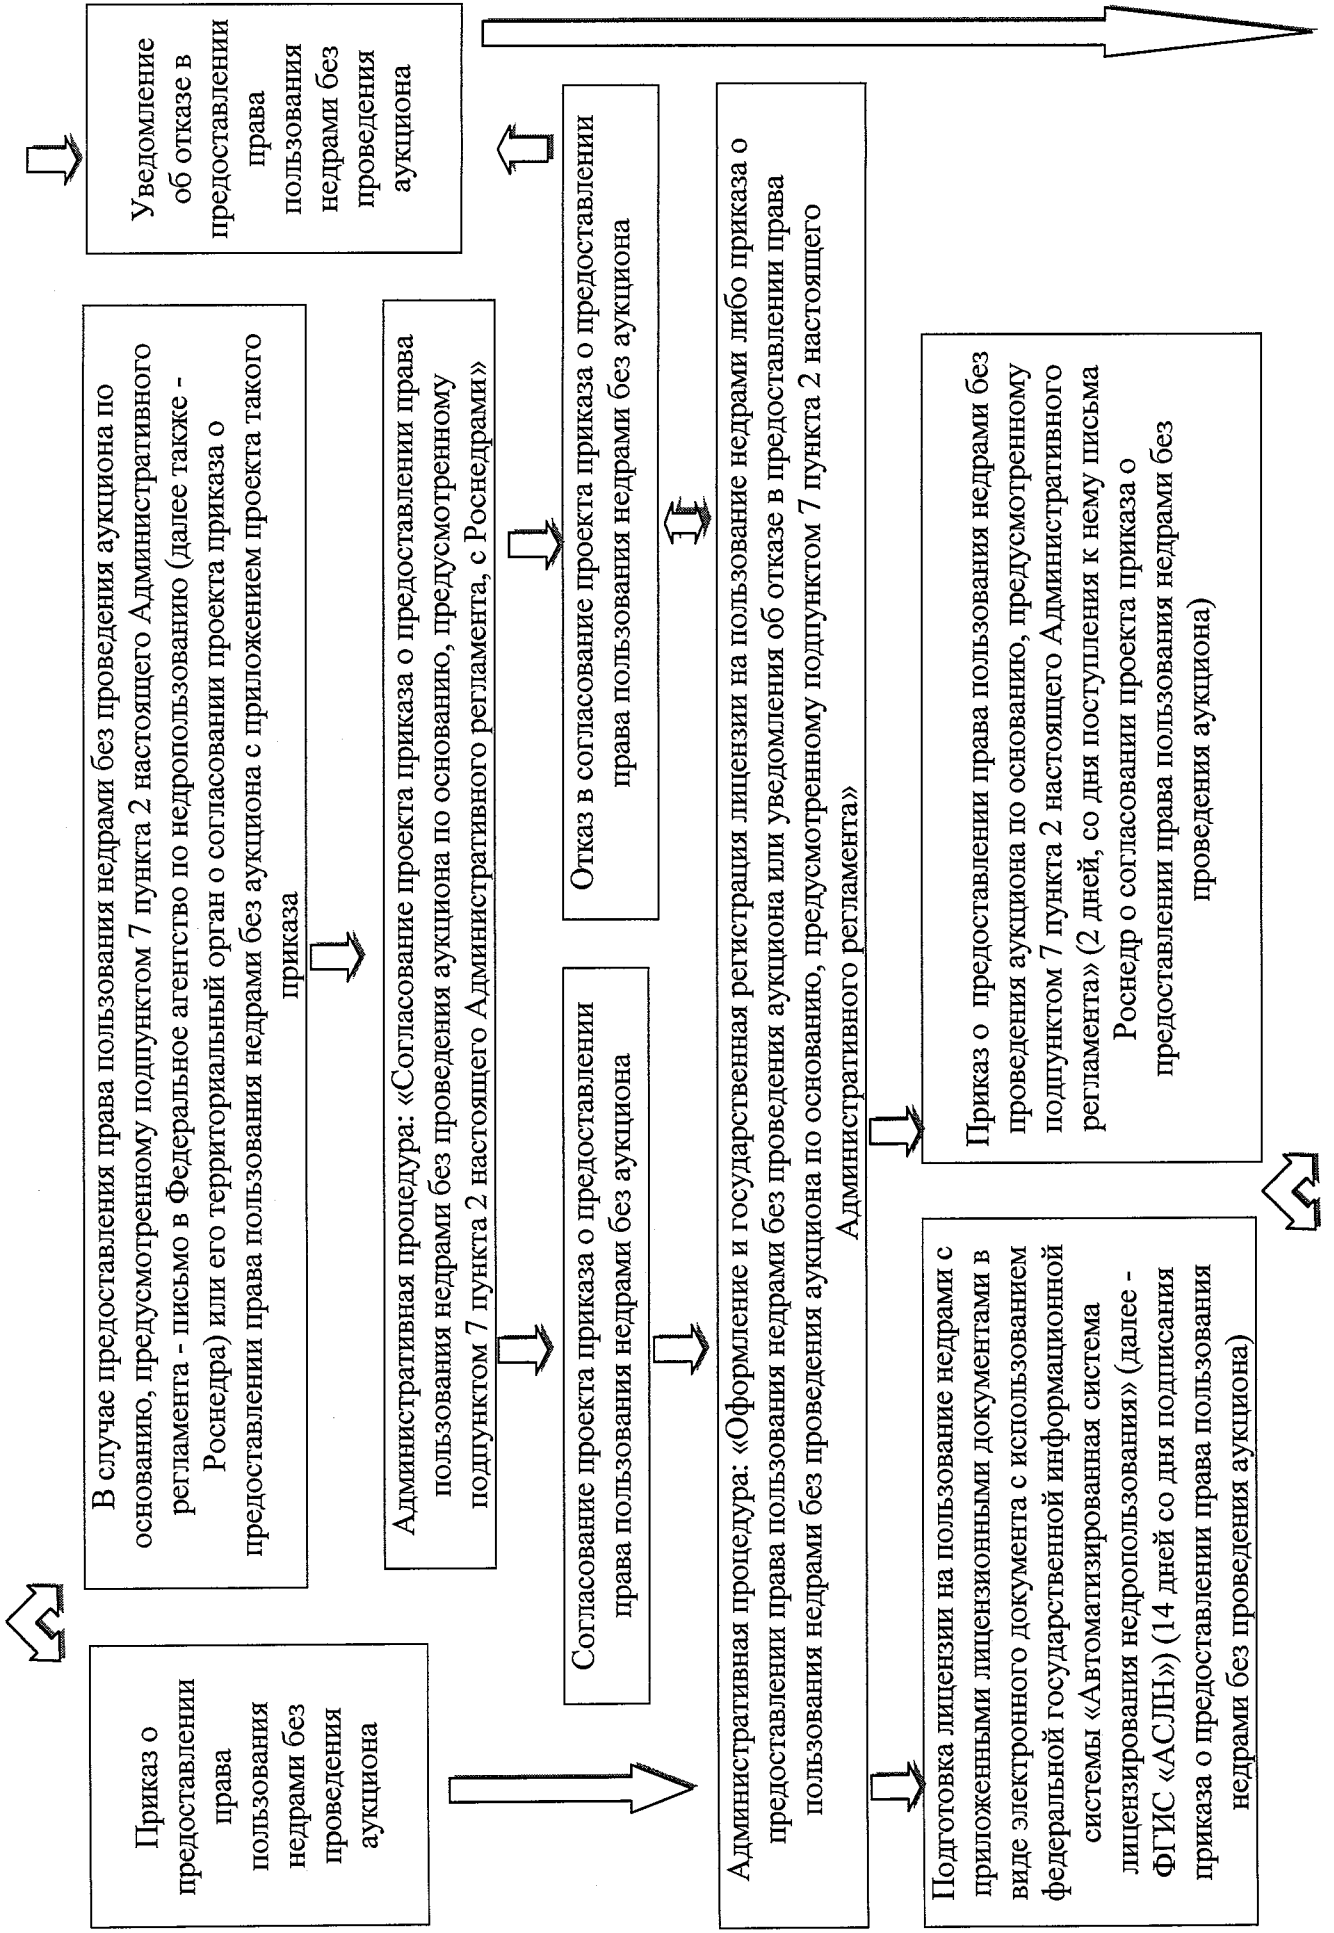 Приказ о
предоставлении
права
пользования
недрами без
проведения
аукциона
В случае предоставления права пользования недрами без проведения аукциона по
основанию, предусмотренному подпунктом 7 пункта 2 настоящего Административного
регламента - письмо в Федеральное агентство по недропользованию (далее также -
Роснедра) или его территориальный орган о согласовании проекта приказа о
предоставлении права пользования недрами без аукциона с приложением проекта такого
приказа
Уведомление
об отказе в
предоставлении
права
пользования
недрами без
проведения
аукциона
Административная процедура: «Согласование проекта приказа о предоставлении права
пользования недрами без проведения аукциона по основанию, предусмотренному
подпунктом 7 пункта 2 настоящего Административного регламента, с Роснедрами»
Согласование проекта приказа о предоставлении
права пользования недрами без аукциона
Отказ в согласование проекта приказа о предоставлении
права пользования недрами без аукциона
Административная процедура: «Оформление и государственная регистрация лицензии на пользование недрами либо приказа о
предоставлении права пользования недрами без проведения аукциона или уведомления об отказе в предоставлении права
пользования недрами без проведения аукциона по основанию, предусмотренному подпунктом 7 пункта 2 настоящего
Административного регламента»
Подготовка лицензии на пользование недрами с
приложенными лицензионными документами в
виде электронного документа с использованием
федеральной государственной информационной
системы «Автоматизированная система
лицензирования недропользования» (далее -
ФГИС «АСЛН») (14 дней со дня подписания
приказа о предоставлении права пользования
недрами без проведения аукциона)
Приказ о предоставлении права пользования недрами без
проведения аукциона по основанию, предусмотренному
подпунктом 7 пункта 2 настоящего Административного
регламента» (2 дней, со дня поступления к нему письма
Роснедр о согласовании проекта приказа о
предоставлении права пользования недрами без
проведения аукциона)